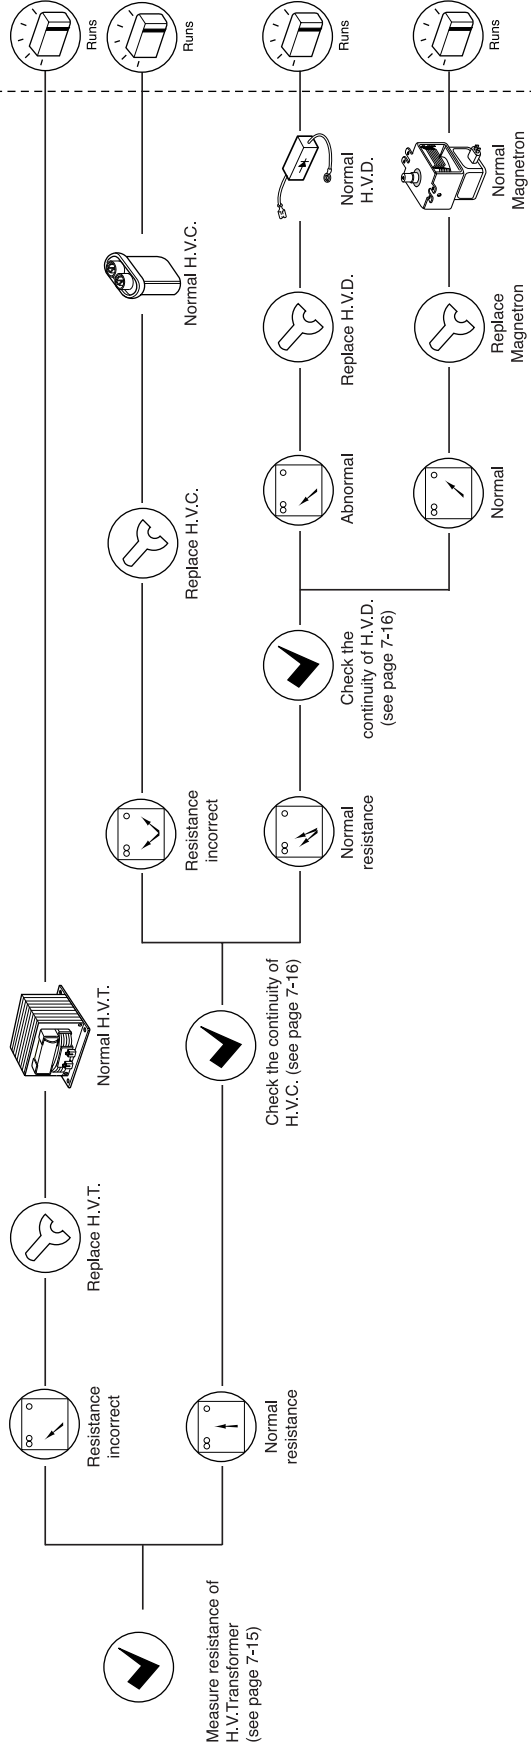 Measure resistance of
H.V.Transformer
(see page 7-15)
Resistance
incorrect
Replace H.V.T.
Normal H.V.T.
Runs
Normal
resistance
Check the continuity of
H.V.C. (see page 7-16)
Resistance
incorrect
Replace H.V.C.
Normal H.V.C.
Runs
Normal
resistance
Check the
continuity of H.V.D.
(see page 7-16)
Abnormal
Replace H.V.D.
Normal
H.V.D.
Runs
Normal
Replace
Magnetron
Normal
Magnetron
Runs